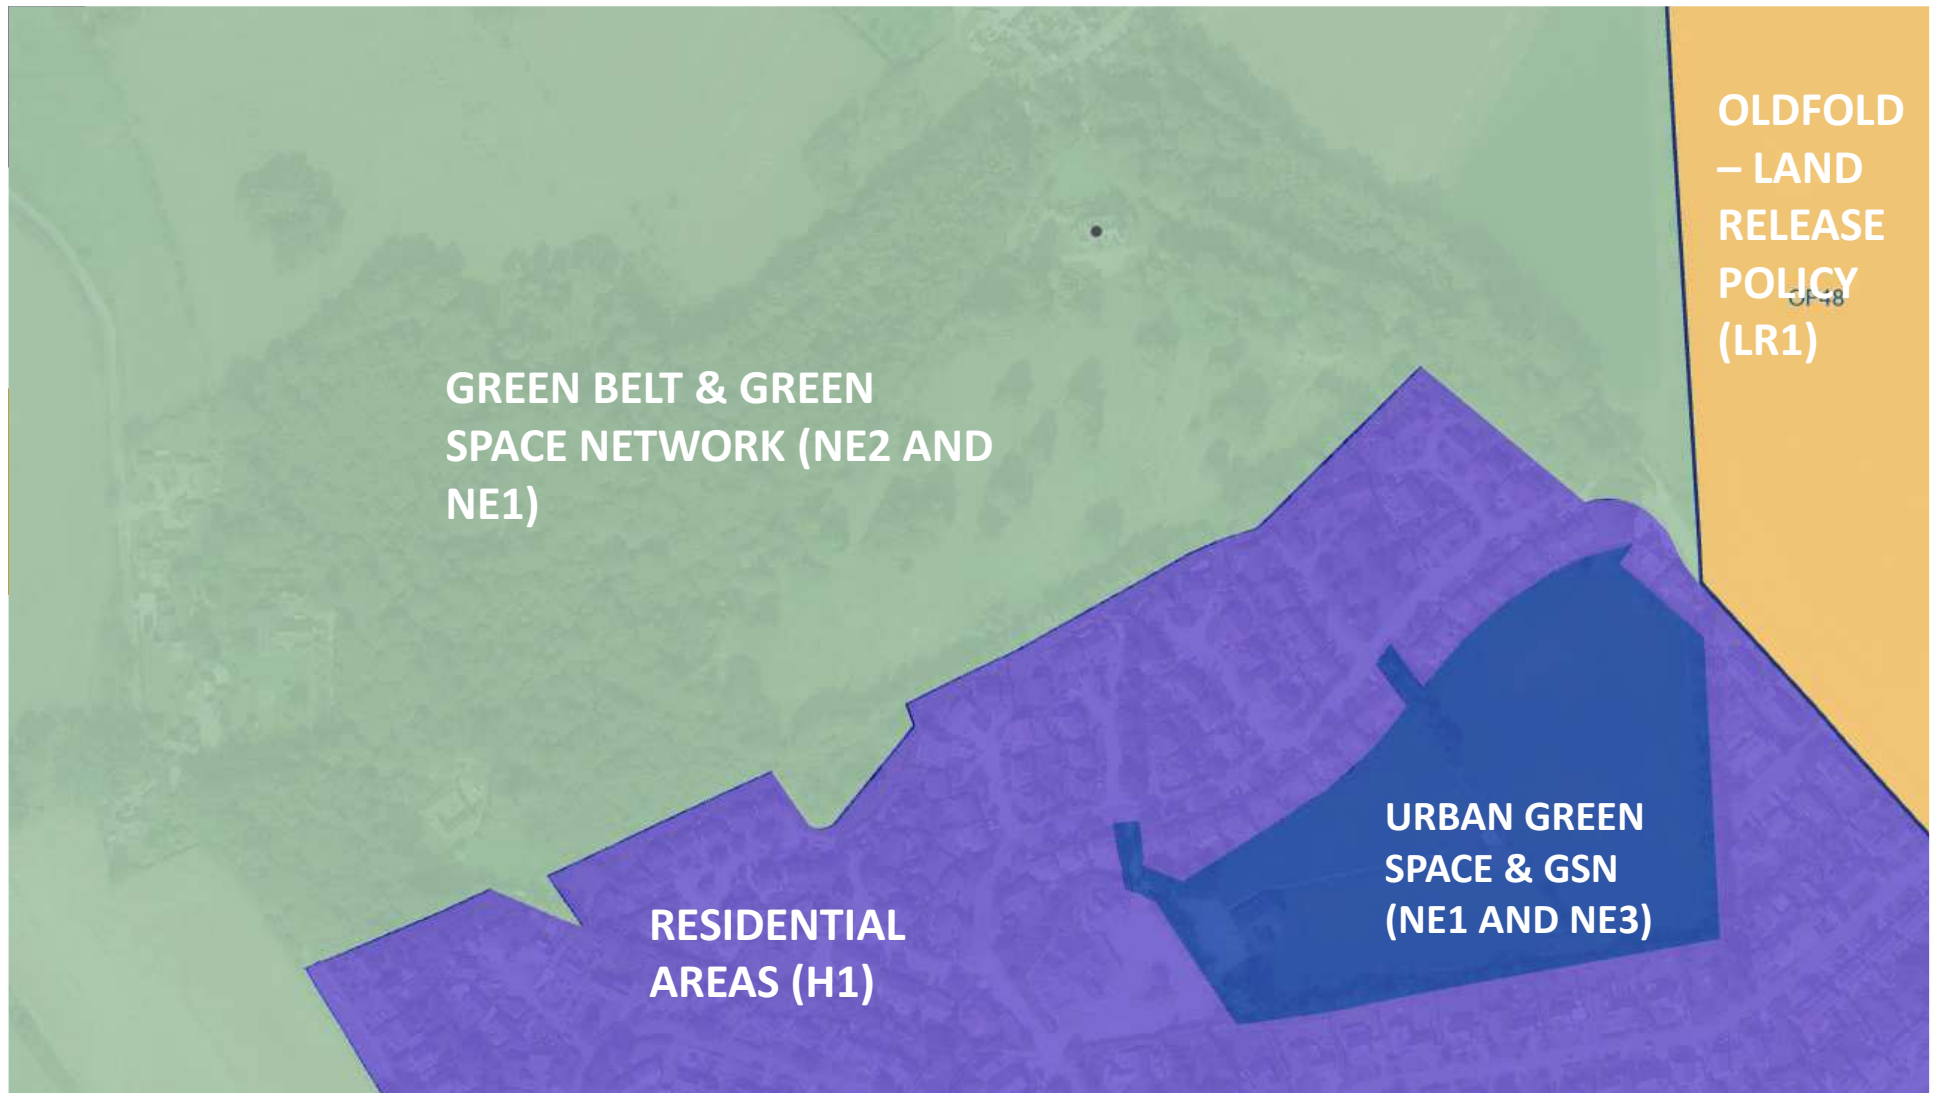 OLDFOLD
– LAND
RELEASE
POLICY
OP48
(LR1)
GREEN BELT & GREEN
SPACE NETWORK (NE2 AND
NE1)
URBAN GREEN
SPACE & GSN
(NE1 AND NE3)
RESIDENTIAL
AREAS (H1)